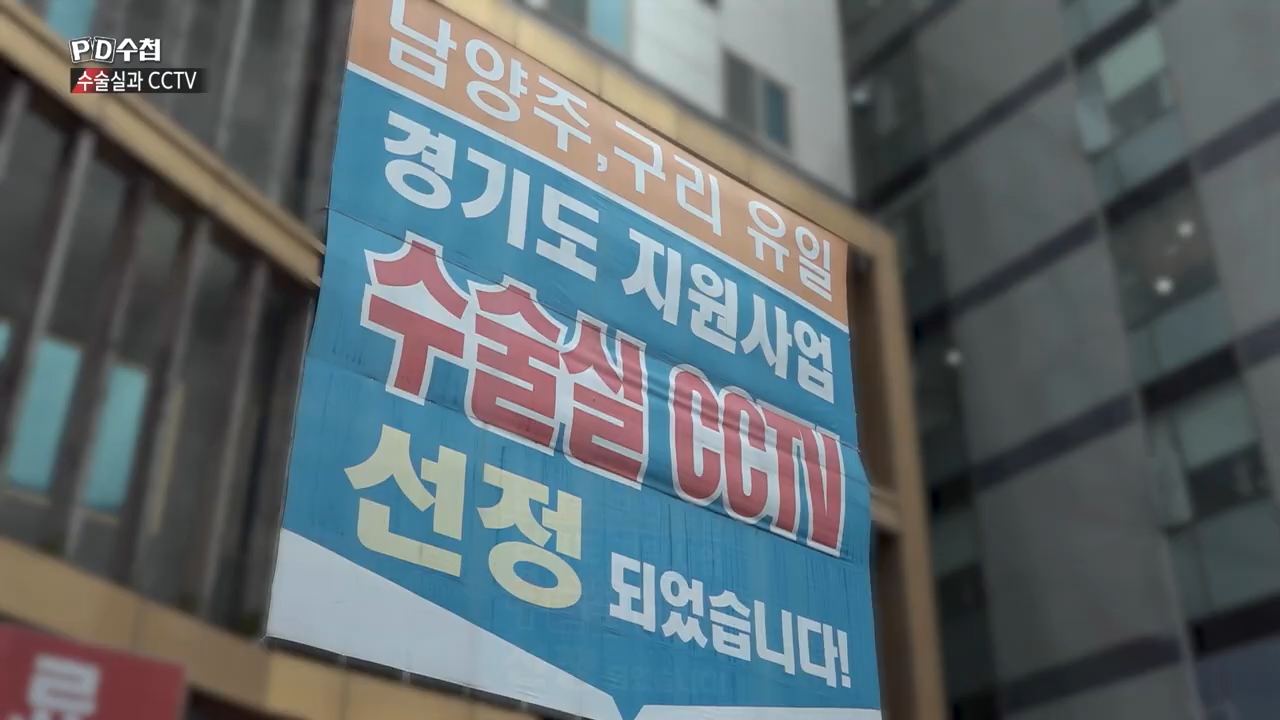 PD수첩
수술실과 CCTV
남양주,구리 유일
경기도 지원사업
수술실 CCTV
선정 되었습니다!
료